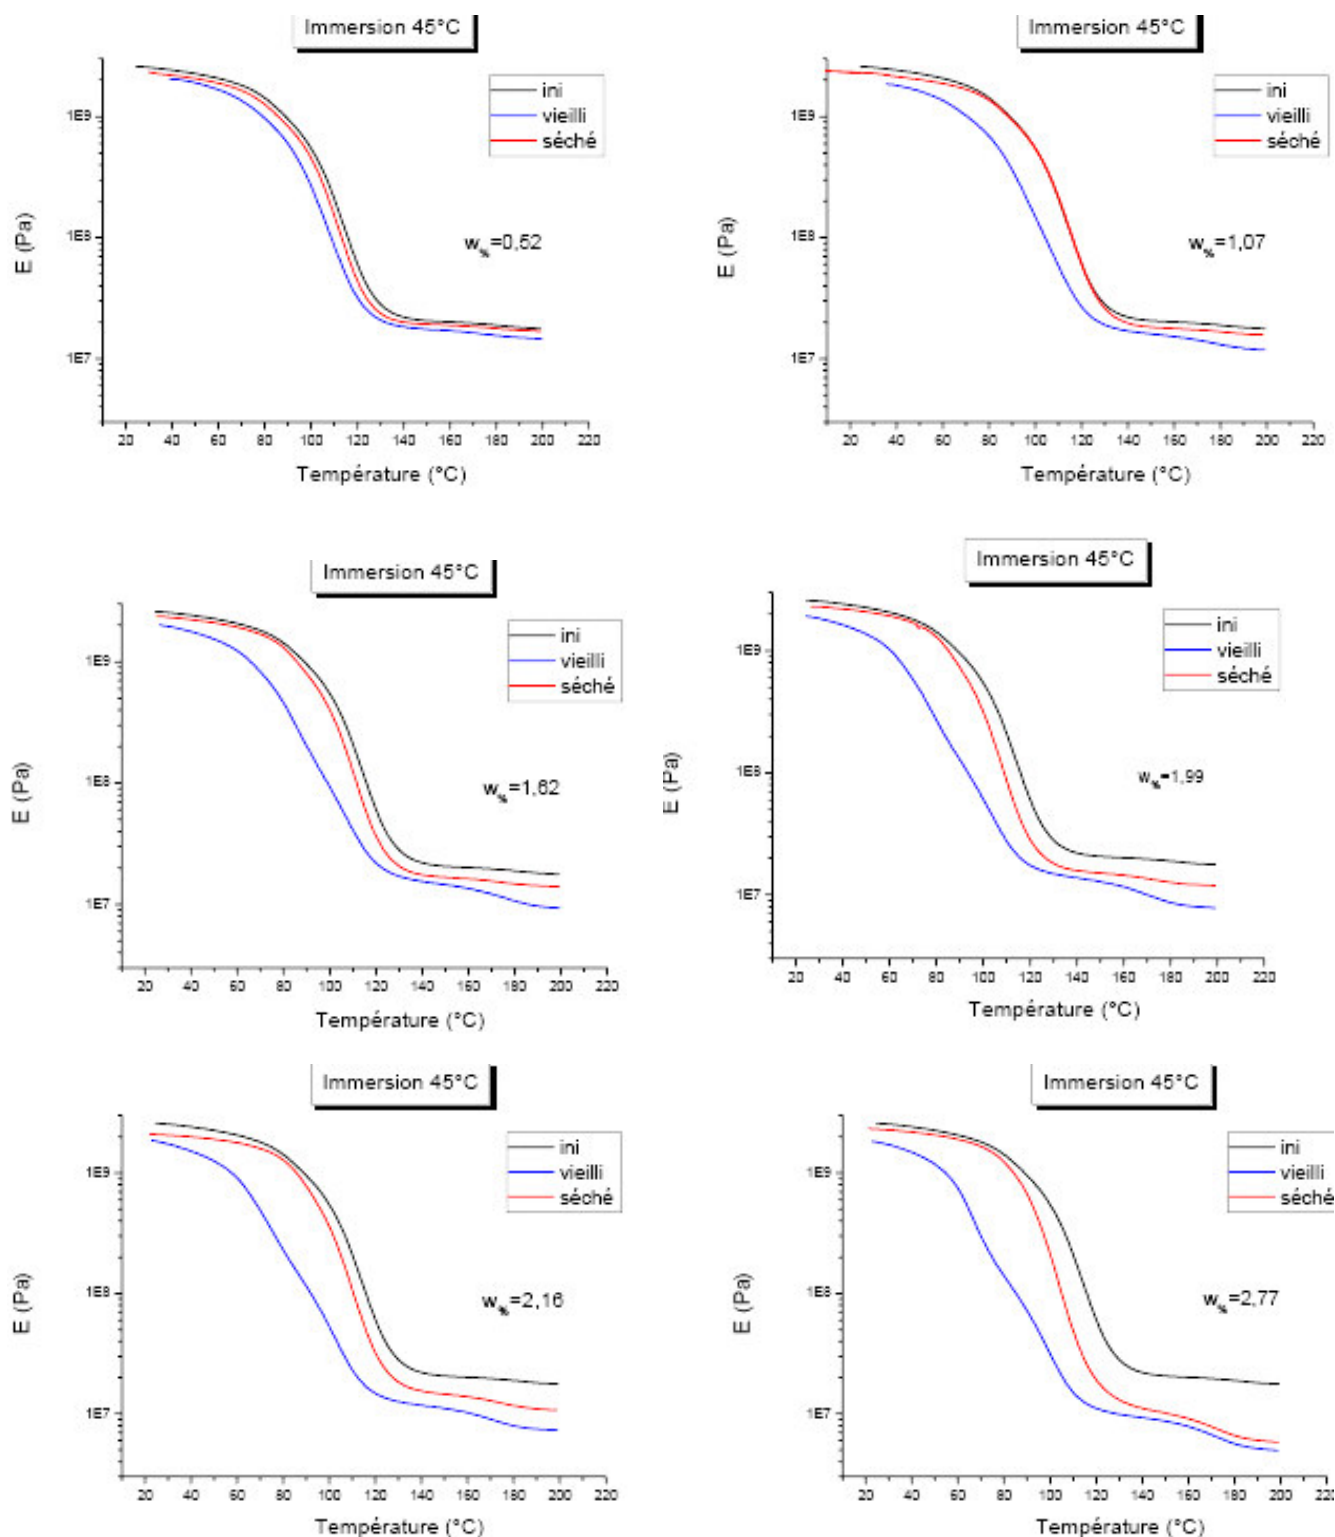 Immersion 45°C
ini
vieilli
séché
1E9
1E8
1E7
E (Pa)
w%=0,52
20 40 60 80 100 120 140 160 180 200 220
Température (°C)
Immersion 45°C
ini
vieilli
séché
1E9
1E8
1E7
E (Pa)
w%=1,07
20 40 60 80 100 120 140 160 180 200 220
Température (°C)
Immersion 45°C
ini
vieilli
séché
1E9
1E8
1E7
E (Pa)
w%=1,62
20 40 60 80 100 120 140 160 180 200 220
Température (°C)
Immersion 45°C
ini
vieilli
séché
1E9
1E8
1E7
E (Pa)
w%=1,99
20 40 60 80 100 120 140 160 180 200 220
Température (°C)
Immersion 45°C
ini
vieilli
séché
1E9
1E8
1E7
E (Pa)
w%=2,16
20 40 60 80 100 120 140 160 180 200 220
Température (°C)
Immersion 45°C
ini
vieilli
séché
1E9
1E8
1E7
E (Pa)
w%=2,77
20 40 60 80 100 120 140 160 180 200 220
Température (°C)